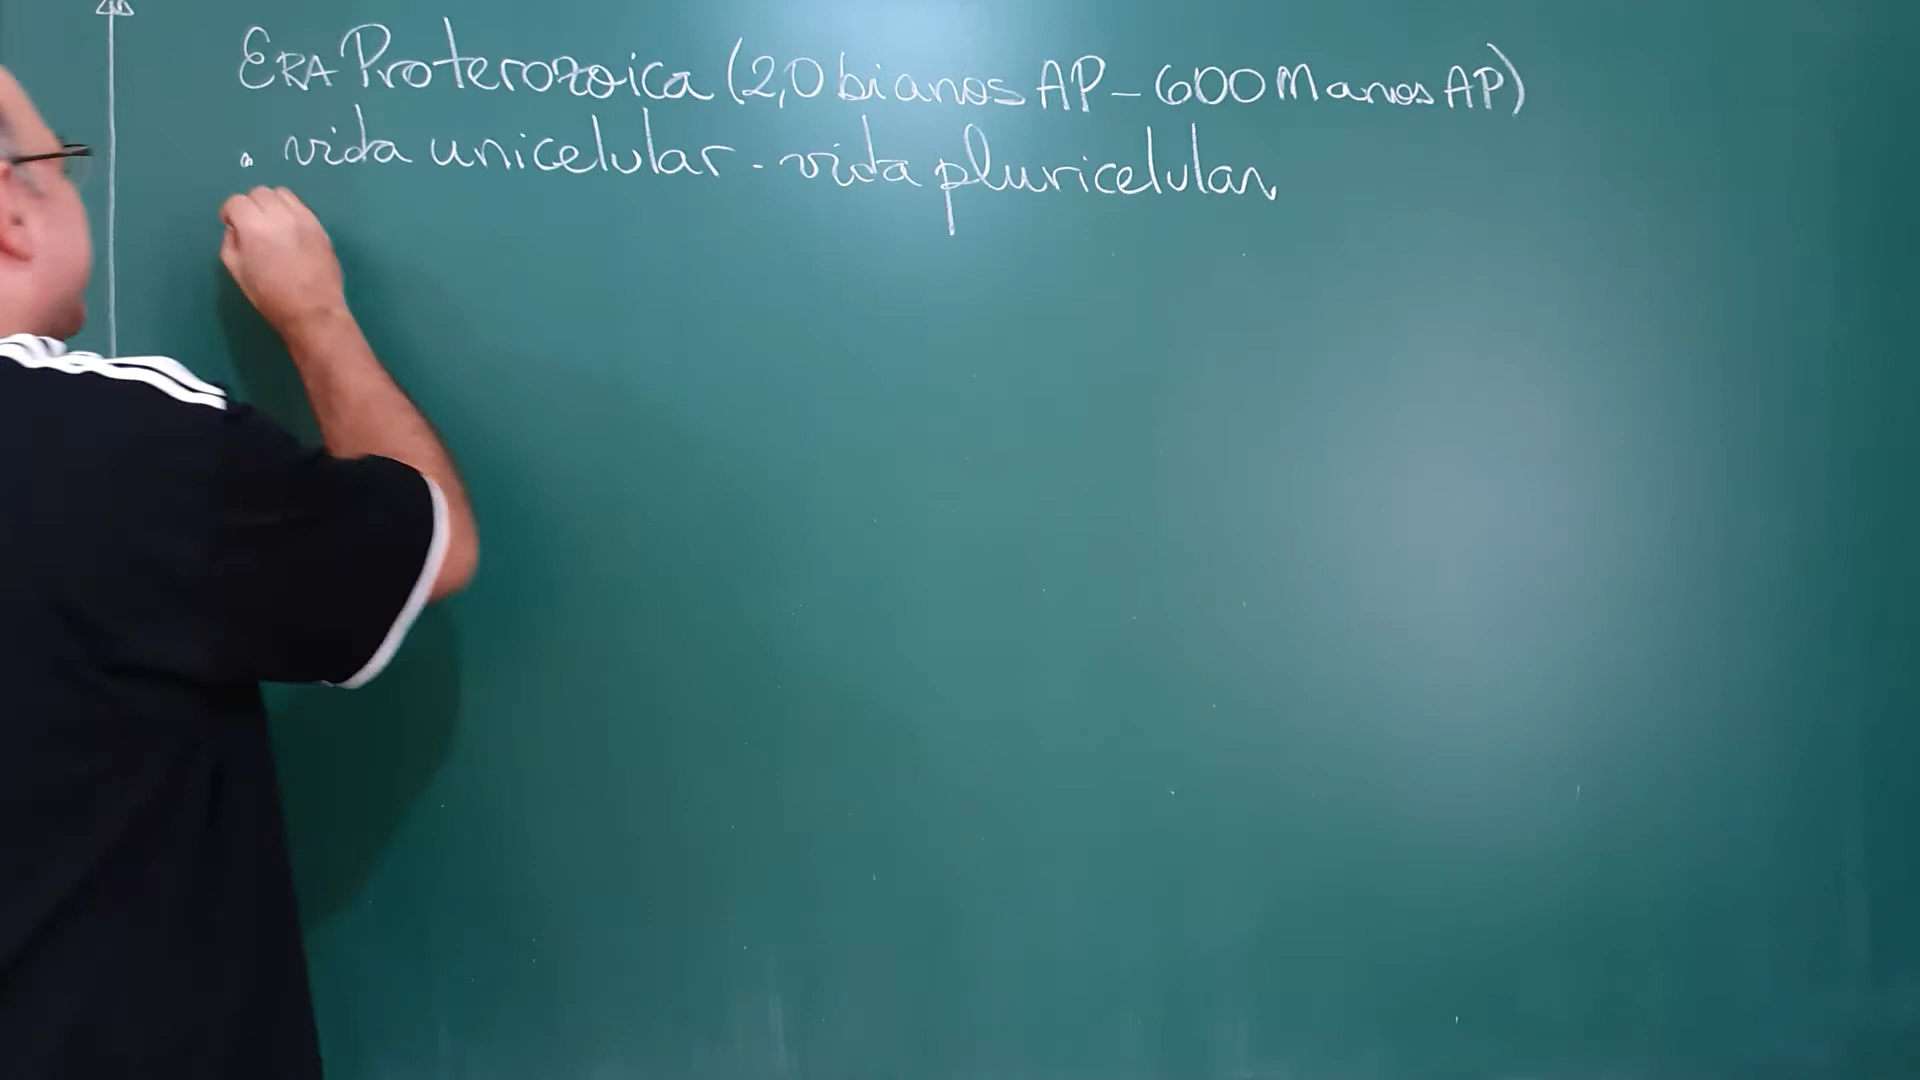 ERA Proterozoica (2,0 bi anos AP - 600 M anos AP)
. vida unicelular - vida pluricelular